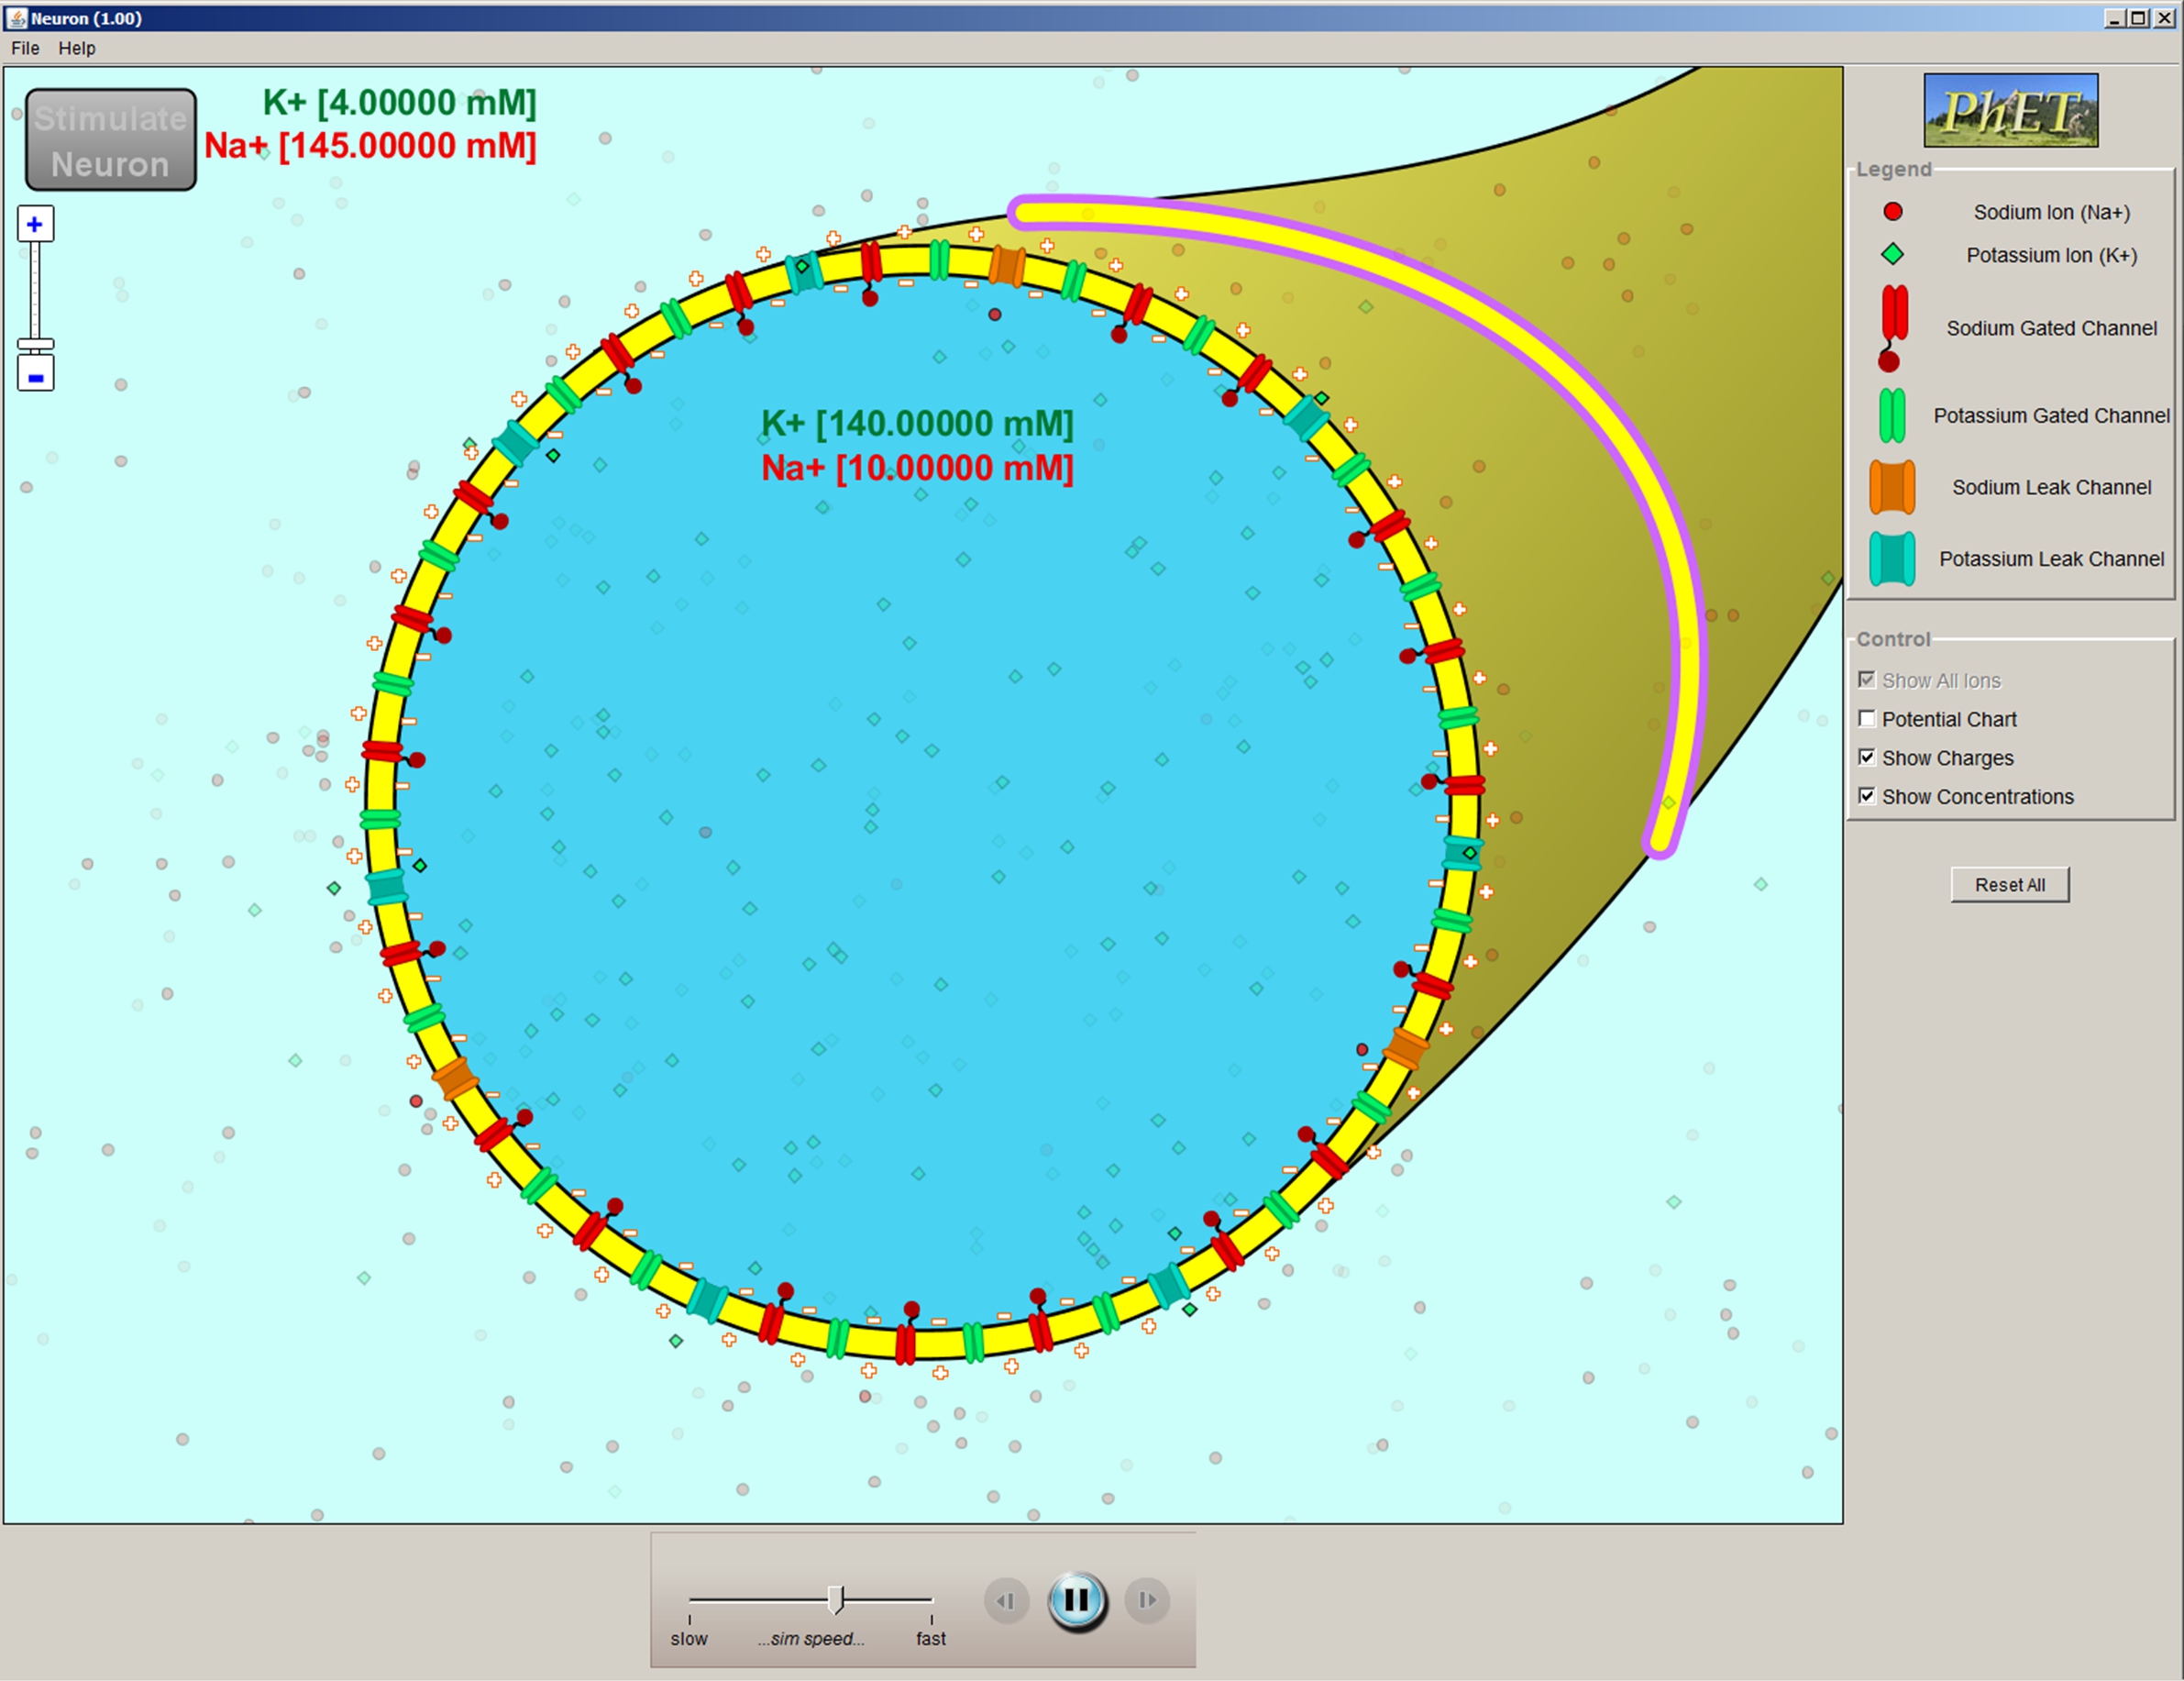 Neuron (1.00)
File Help
Stimulate
Neuron
K+ [4.00000 mM]
Na+ [145.00000 mM]
K+ [140.00000 mM]
Na+ [10.00000 mM]
PhET
Legend
Sodium Ion (Na+)
Potassium Ion (K+)
Sodium Gated Channel
Potassium Gated Channel
Sodium Leak Channel
Potassium Leak Channel
Control
Show All Ions
Potential Chart
Show Charges
Show Concentrations
Reset All
slow ...sim speed... fast